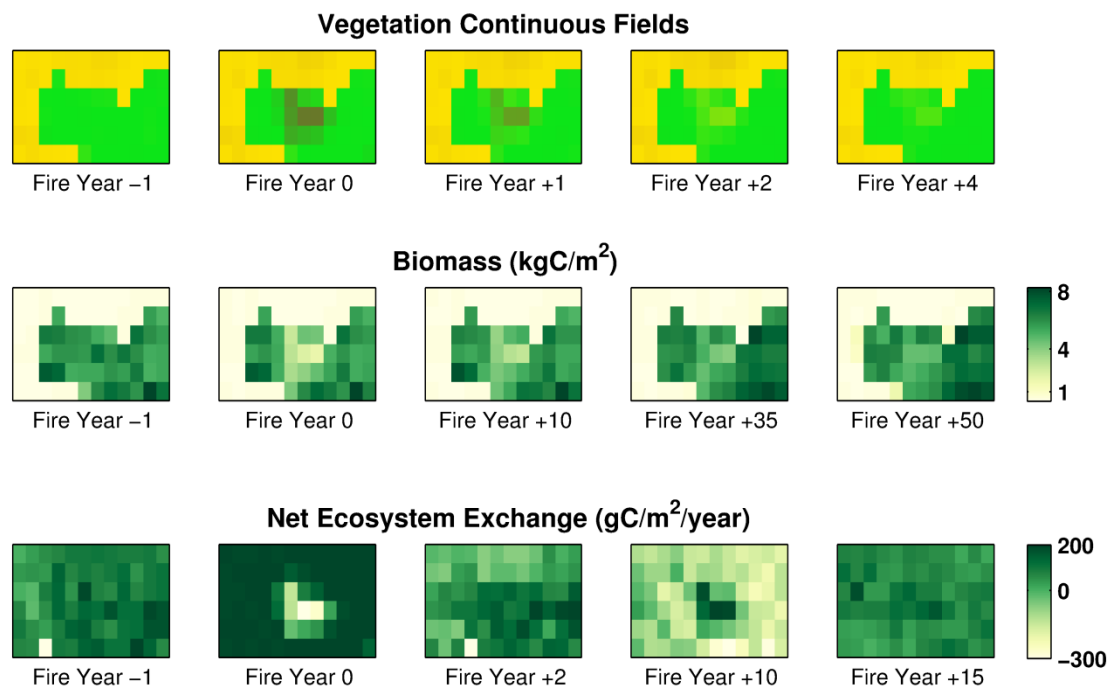 Vegetation Continuous Fields
Fire Year −1 Fire Year 0 Fire Year +1 Fire Year +2 Fire Year +4
Biomass (kgC/m²)
8
4
1
Fire Year −1 Fire Year 0 Fire Year +10 Fire Year +35 Fire Year +50
Net Ecosystem Exchange (gC/m²/year)
200
0
−300
Fire Year −1 Fire Year 0 Fire Year +2 Fire Year +10 Fire Year +15